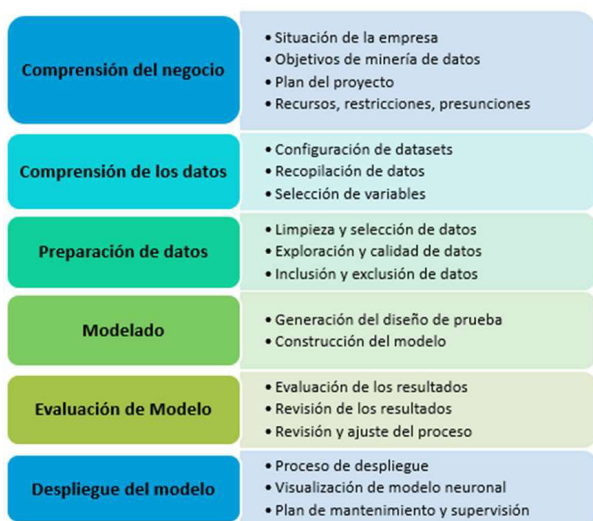 Comprensión del negocio
• Situación de la empresa
• Objetivos de minería de datos
• Plan del proyecto
• Recursos, restricciones, presunciones
Comprensión de los datos
• Configuración de datasets
• Recopilación de datos
• Selección de variables
Preparación de datos
• Limpieza y selección de datos
• Exploración y calidad de datos
• Inclusión y exclusión de datos
Modelado
• Generación del diseño de prueba
• Construcción del modelo
Evaluación de Modelo
• Evaluación de los resultados
• Revisión de los resultados
• Revisión y ajuste del proceso
Despliegue del modelo
• Proceso de despliegue
• Visualización de modelo neuronal
• Plan de mantenimiento y supervisión